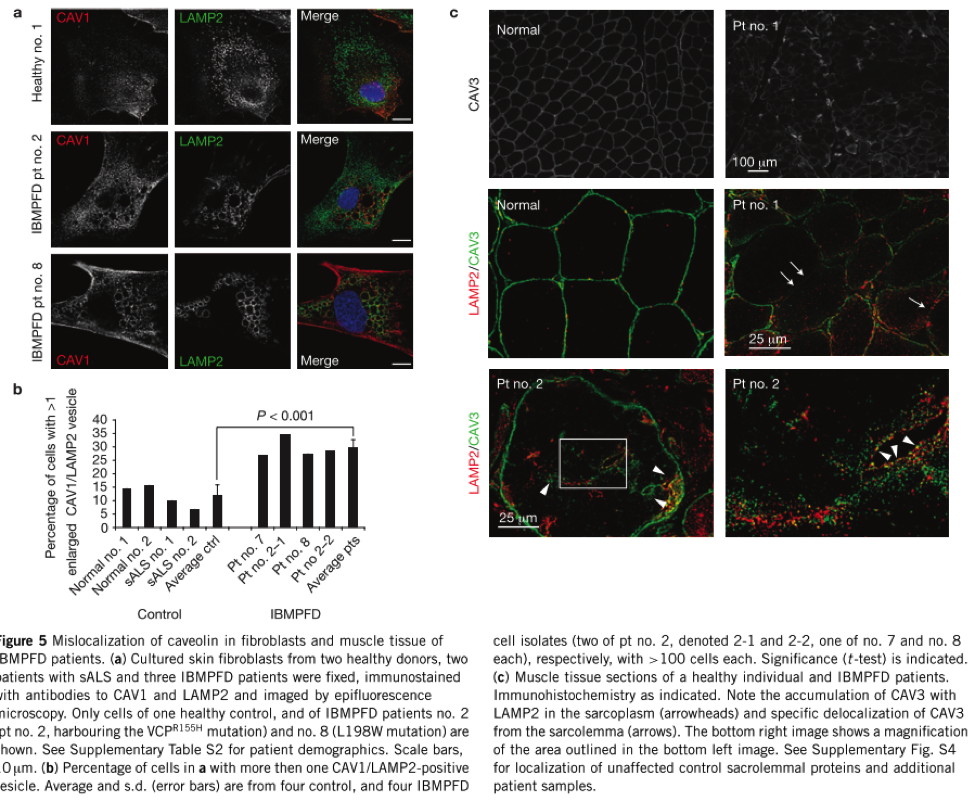 a
CAV1
LAMP2
Merge
Healthy no. 1
CAV1
LAMP2
Merge
IBMPFD pt no. 2
IBMPFD pt no. 8
CAV1
LAMP2
Merge
b
Percentage of cells with >1
enlarged CAV1/LAMP2 vesicle
40
35
30
25
20
15
10
5
0
P < 0.001
Normal no. 1
Normal no. 2
sALS no. 1
sALS no. 2
Average ctrl
Pt no. 7
Pt no. 2-1
Pt no. 8
Pt no. 2-2
Average pts
Control
IBMPFD
c
CAV3
Normal
Pt no. 1
100 µm
LAMP2/CAV3
Normal
Pt no. 1
25 µm
LAMP2/CAV3
Pt no. 2
25 µm
Pt no. 2
Figure 5 Mislocalization of caveolin in fibroblasts and muscle tissue of
IBMPFD patients. (a) Cultured skin fibroblasts from two healthy donors, two
patients with sALS and three IBMPFD patients were fixed, immunostained
with antibodies to CAV1 and LAMP2 and imaged by epifluorescence
microscopy. Only cells of one healthy control, and of IBMPFD patients no. 2
(pt no. 2, harbouring the VCPR155H mutation) and no. 8 (L198W mutation) are
shown. See Supplementary Table S2 for patient demographics. Scale bars,
10 µm. (b) Percentage of cells in a with more then one CAV1/LAMP2-positive
vesicle. Average and s.d. (error bars) are from four control, and four IBMPFD
cell isolates (two of pt no. 2, denoted 2-1 and 2-2, one of no. 7 and no. 8
each), respectively, with >100 cells each. Significance (t-test) is indicated.
(c) Muscle tissue sections of a healthy individual and IBMPFD patients.
Immunohistochemistry as indicated. Note the accumulation of CAV3 with
LAMP2 in the sarcoplasm (arrowheads) and specific delocalization of CAV3
from the sarcolemma (arrows). The bottom right image shows a magnification
of the area outlined in the bottom left image. See Supplementary Fig. S4
for localization of unaffected control sacrolemmal proteins and additional
patient samples.